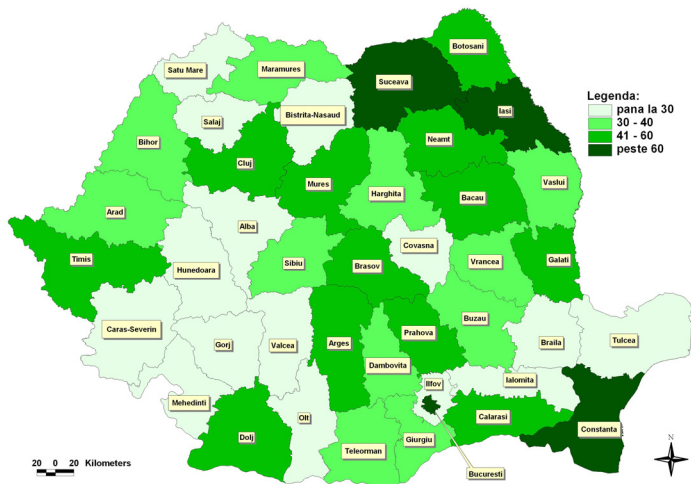 Botosani
Satu Mare
Maramures
Suceava
Legenda:
pana la 30
30 - 40
41 - 60
peste 60
Iasi
Salaj
Bistrita-Nasaud
Neamt
Bihor
Cluj
Mures
Harghita
Bacau
Vaslui
Arad
Alba
Covasna
Timis
Hunedoara
Sibiu
Brasov
Vrancea
Galati
Caras-Severin
Gorj
Valcea
Arges
Prahova
Buzau
Braila
Tulcea
Dambovita
Ilfov
Ialomita
Mehedinti
Olt
Calarasi
Constanta
Dolj
Teleorman
Giurgiu
Bucuresti
N
20 0 20 Kilometers